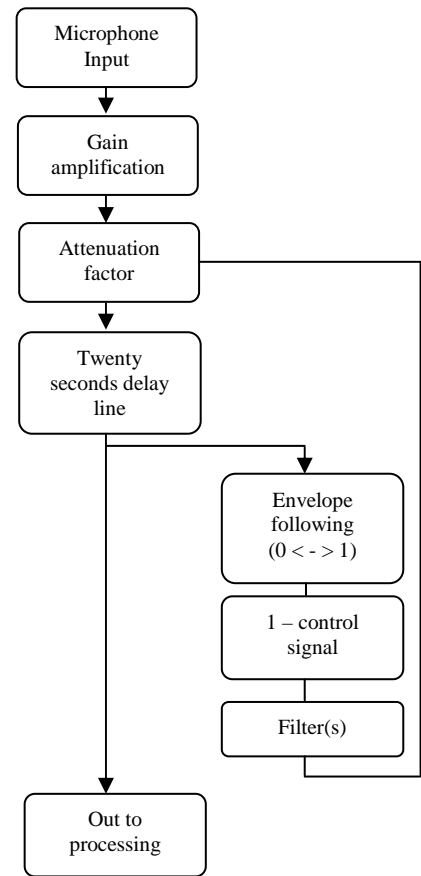 Microphone
Input
Gain
amplification
Attenuation
factor
Twenty
seconds delay
line
Envelope
following
(0 < - > 1)
1 – control
signal
Filter(s)
Out to
processing